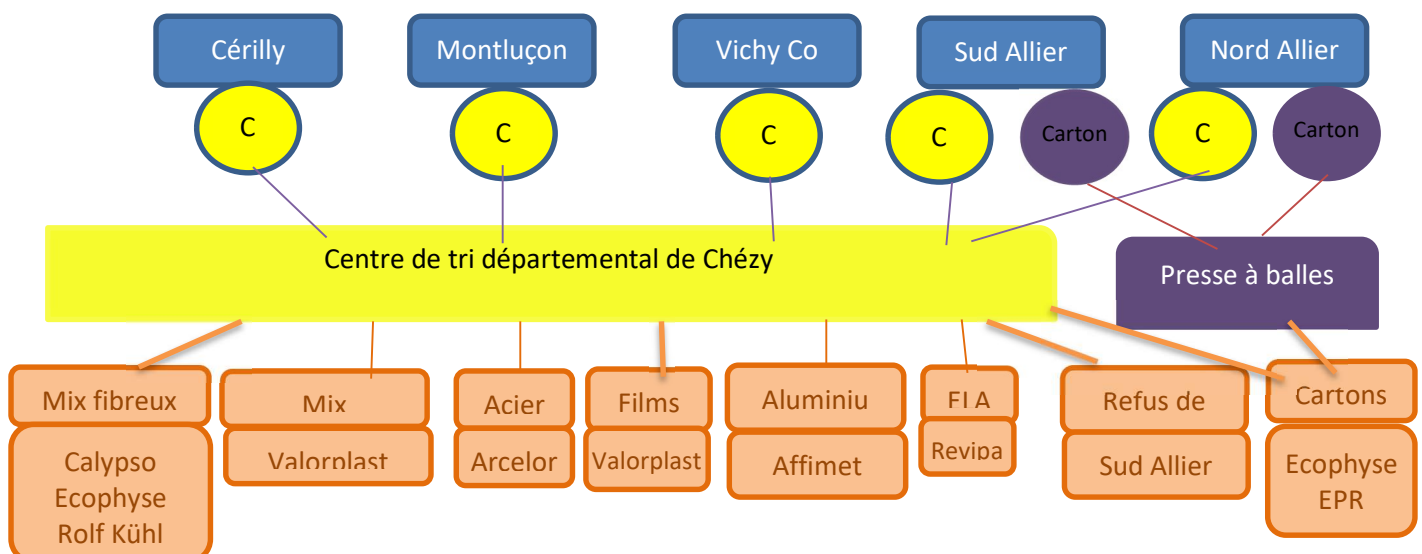 Cérilly
Montluçon
Vichy Co
Sud Allier
Nord Allier
C
C
C
C
Carton
C
Carton
Centre de tri départemental de Chézy
Presse à balles
Mix fibreux
Mix
Acier
Films
Aluminiu
ELA
Refus de
Cartons
Calypso
Ecophyse
Rolf Kühl
Valorplast
Arcelor
Valorplast
Affimet
Revipa
Sud Allier
Ecophyse
EPR